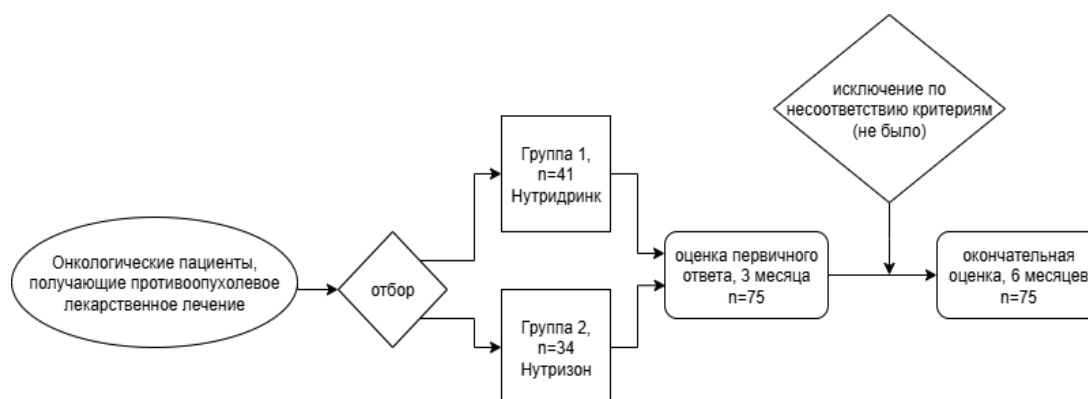 Онкологические пациенты,
получающие противоопухолевое
лекарственное лечение
отбор
Группа 1,
n=41
Нутридринк
Группа 2,
n=34
Нутризон
оценка первичного
ответа, 3 месяца
n=75
исключение по
несоответствию критериям
(не было)
окончательная
оценка, 6 месяцев
n=75